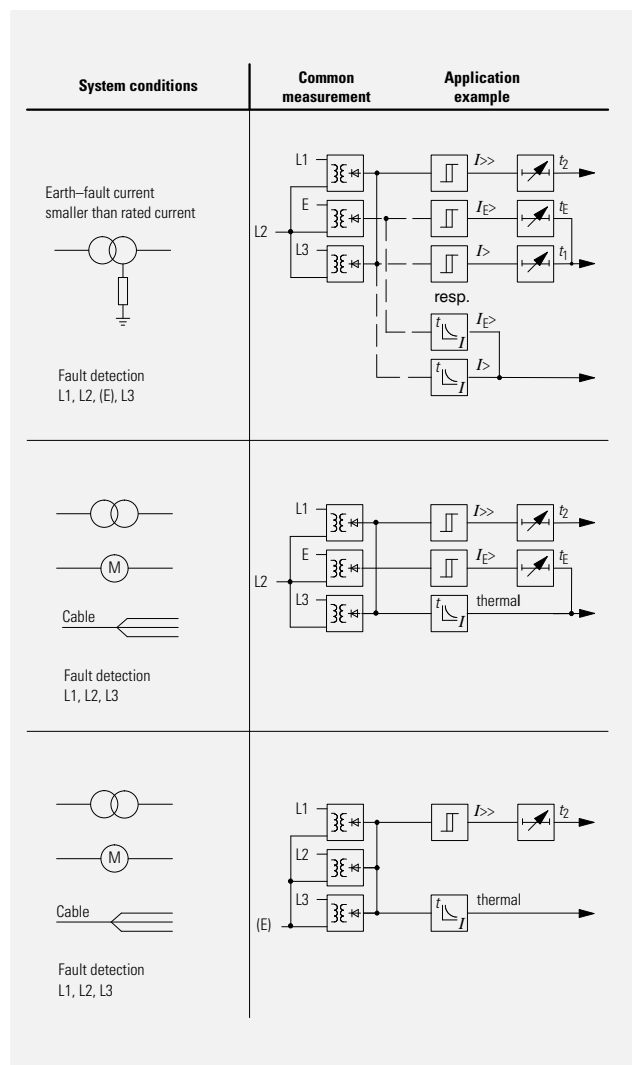 System conditions
Common
measurement
Application
example
Earth–fault current
smaller than rated current
Fault detection
L1, L2, (E), L3
L1
E
L2
L3
I>>
t2
IE>
tE
I>
t1
resp.
t
I
IE>
t
I
I>
M
Cable
Fault detection
L1, L2, L3
L1
E
L2
L3
I>>
t2
IE>
tE
t
I
thermal
M
Cable
Fault detection
L1, L2, L3
L1
L2
L3
(E)
I>>
t2
t
I
thermal